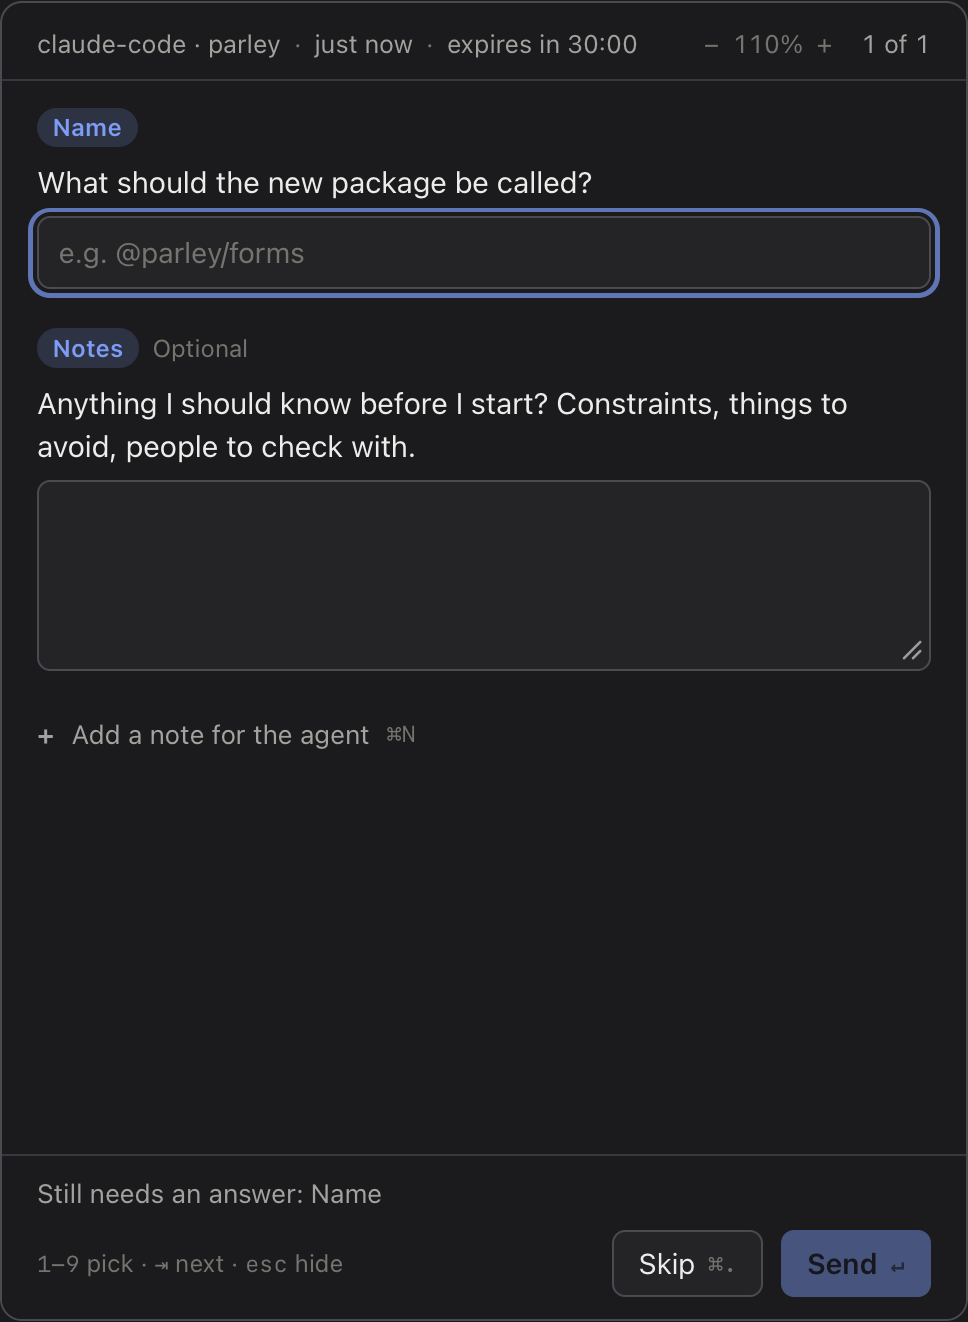 claude-code · parley · just now · expires in 30:00 − 110% + 1 of 1
Name
What should the new package be called?
e.g. @parley/forms
Notes Optional
Anything I should know before I start? Constraints, things to
avoid, people to check with.
+ Add a note for the agent ⌘N
Still needs an answer: Name
1–9 pick · ⇥ next · esc hide
Skip ⌘.
Send ↵